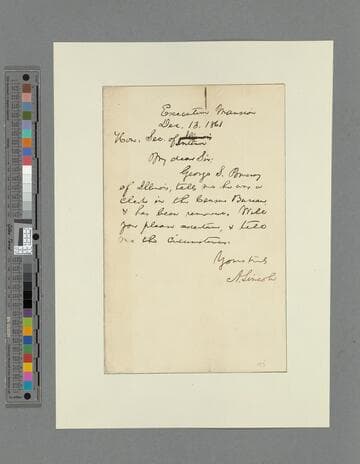 Executive Mansion
Dec. 13. 1861
Hon. Sec. of Illinois
Interior
My dear Sir:
George S.
of Illinois, tells me he was a
clerk in the Census Bureau
& has been removed. Will
you please ascertain, & tell
me the circumstances.
Yours truly
A. Lincoln